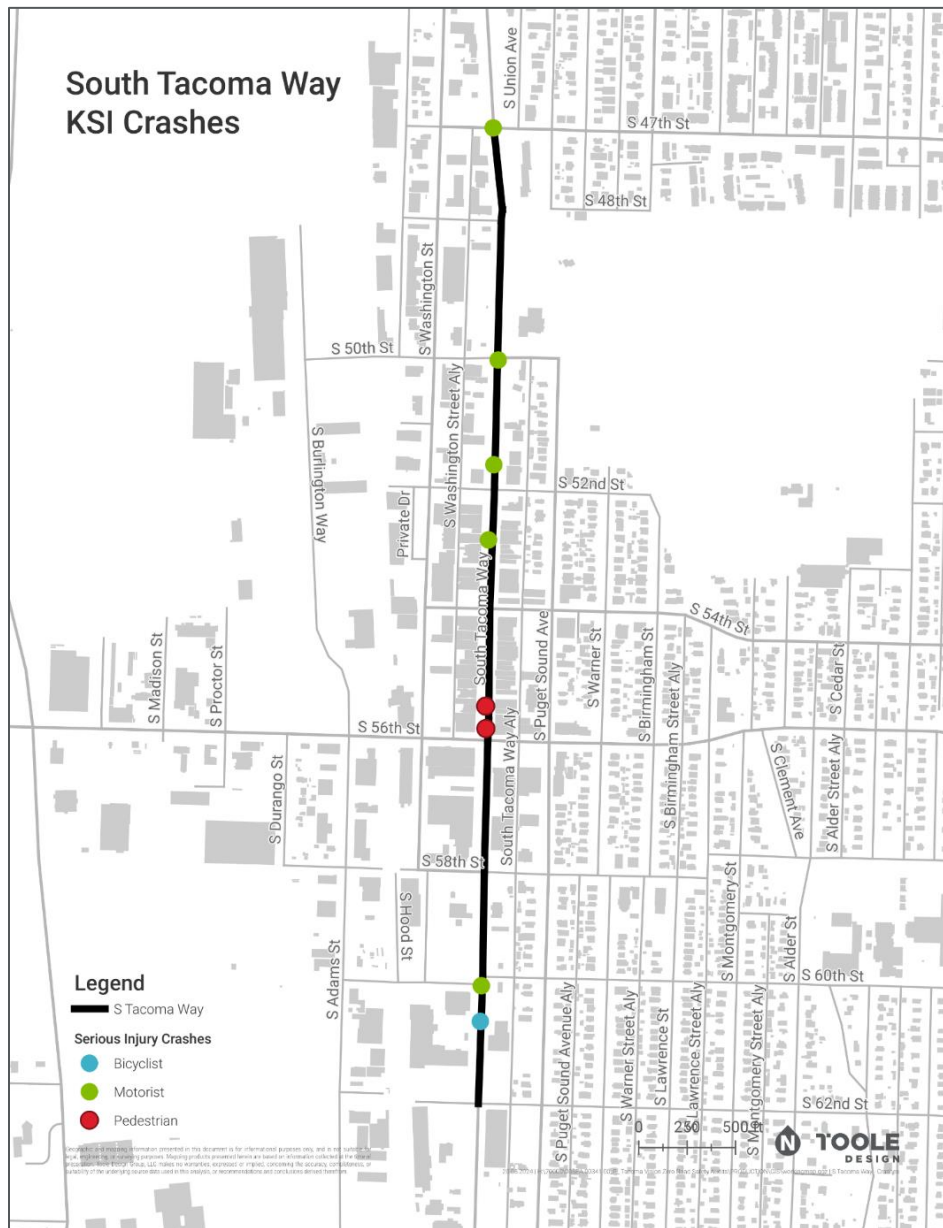 South Tacoma Way
KSI Crashes
S Union Ave
S 47th St
S 48th St
S Washington St
S 50th St
S Washington Street Aly
S Burlington Way
S 52nd St
Private Dr
South Tacoma Way
S 54th St
S Puget Sound Ave
S Warner St
S Birmingham St
S Birmingham Street Aly
S Cedar St
S Madison St
S Proctor St
S 56th St
South Tacoma Way Aly
S Durango St
S Clement Ave
S Alder Street Aly
S 58th St
S Hood St
S Adams St
S Montgomery St
S Alder St
S 60th St
S Puget Sound Avenue Aly
S Warner Street Aly
S Lawrence St
S Lawrence Street Aly
S Montgomery Street Aly
S 62nd St
Legend
S Tacoma Way
Serious Injury Crashes
Bicyclist
Motorist
Pedestrian
0 250 500 ft
N
TOOLE
DESIGN